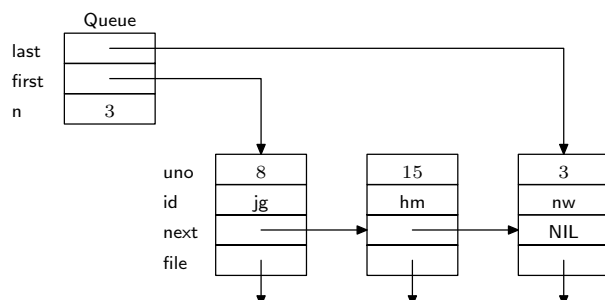 Queue
last
first
n 3
uno 8 15 3
id jg hm nw
next NIL
file